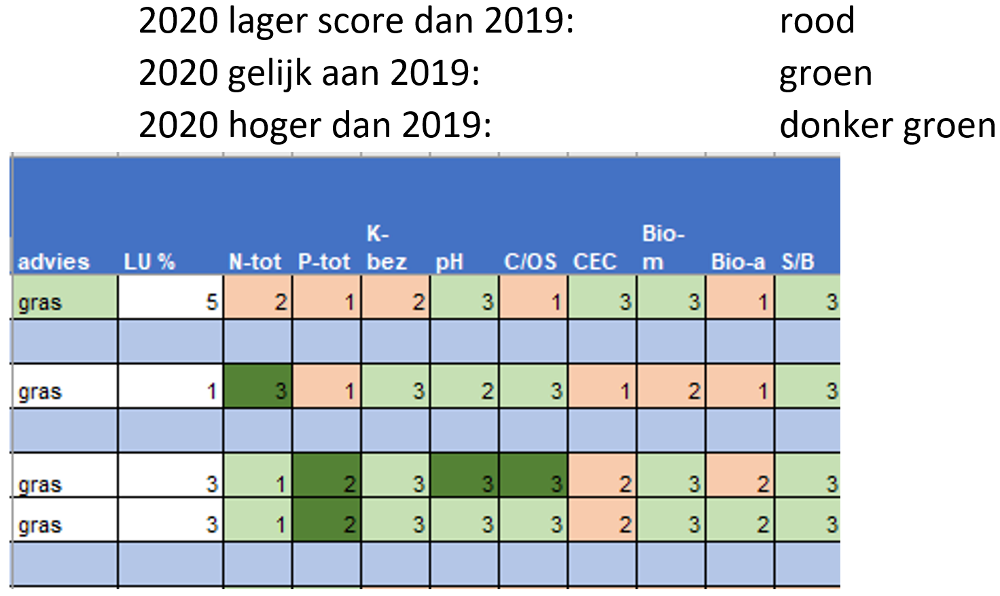 2020 lager score dan 2019: rood
2020 gelijk aan 2019: groen
2020 hoger dan 2019: donker groen
advies LU % N-tot P-tot K-bez pH C/OS CEC Bio-m Bio-a S/B
gras 5 2 1 2 3 1 3 3 1 3
gras 1 3 1 3 2 3 1 2 1 3
gras 3 1 2 3 3 3 2 3 2 3
gras 3 1 2 3 3 3 2 3 2 3